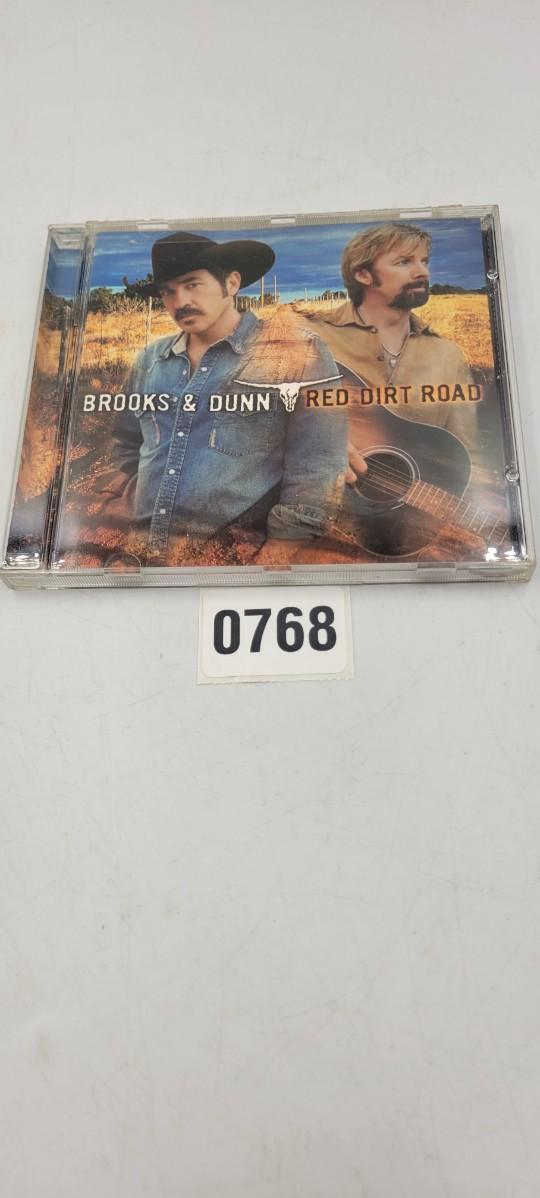 BROOKS & DUNN RED DIRT ROAD
0768